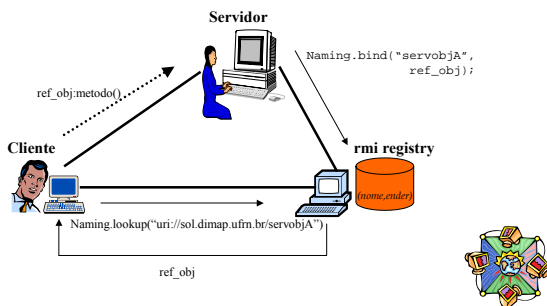 Servidor
Naming.bind("servobjA",
ref_obj);
ref_obj:metodo()
Cliente
rmi registry
(nome,ender)
Naming.lookup("uri://sol.dimap.ufrn.br/servobjA")
ref_obj